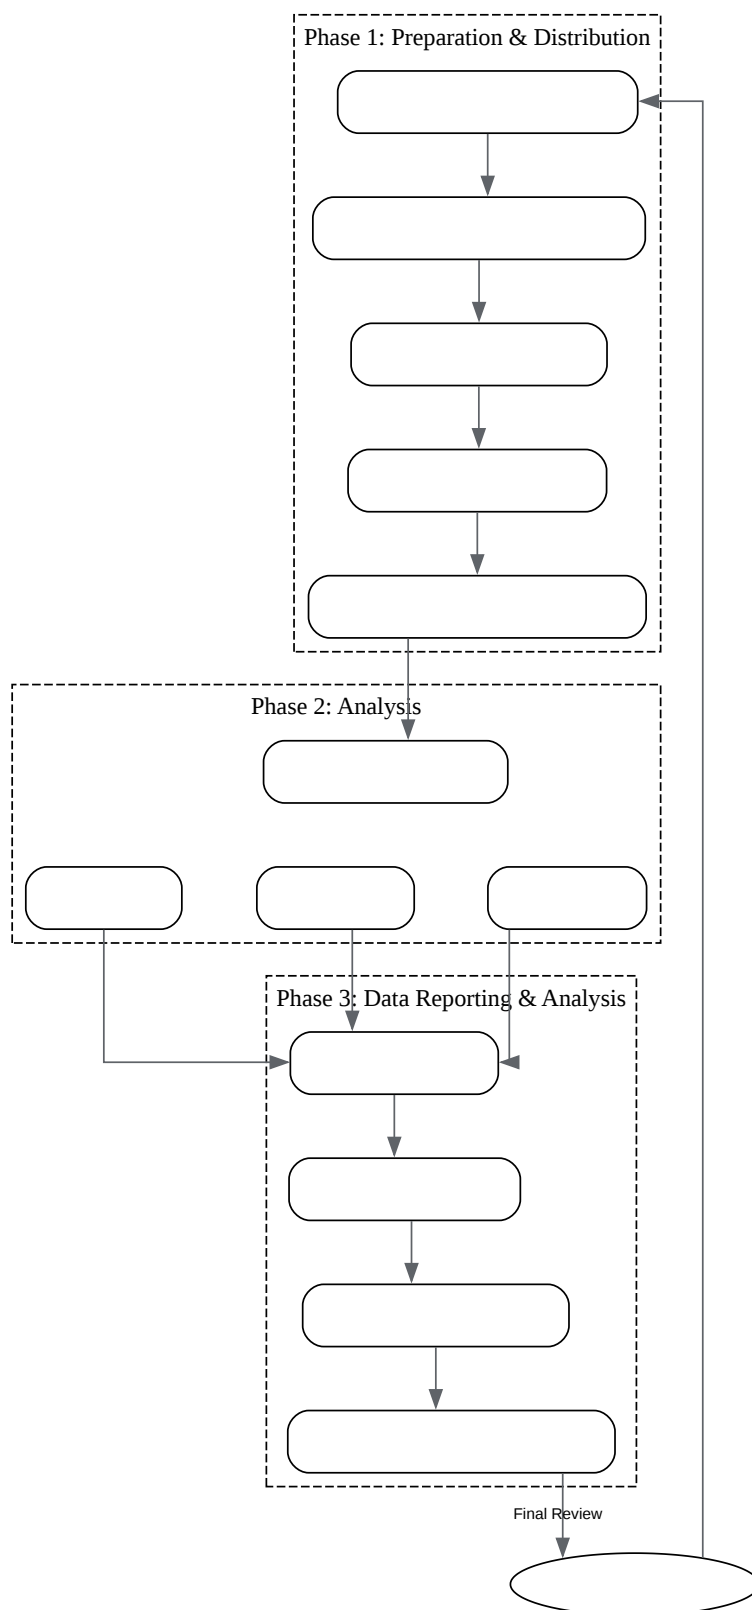 Phase 1: Preparation & Distribution
Phase 2: Analysis
Phase 3: Data Reporting & Analysis
Final Review